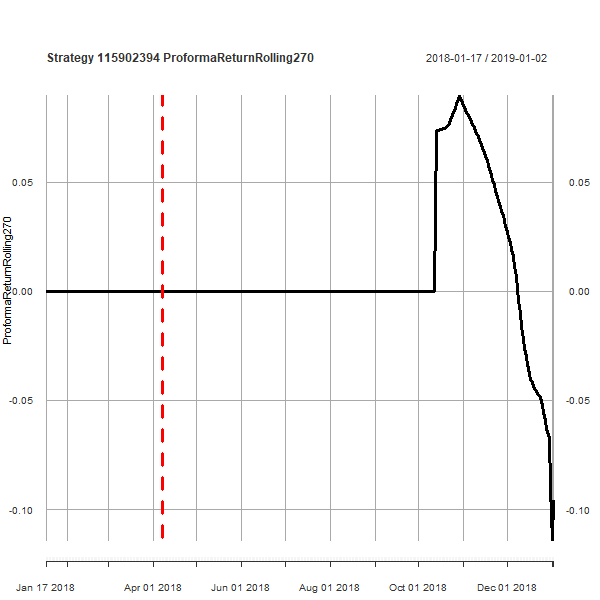 Strategy 115902394 ProformaReturnRolling270
2018-01-17 / 2019-01-02
ProformaReturnRolling270
0.05
0.00
-0.05
-0.10
0.05
0.00
-0.05
-0.10
Jan 17 2018
Apr 01 2018
Jun 01 2018
Aug 01 2018
Oct 01 2018
Dec 01 2018